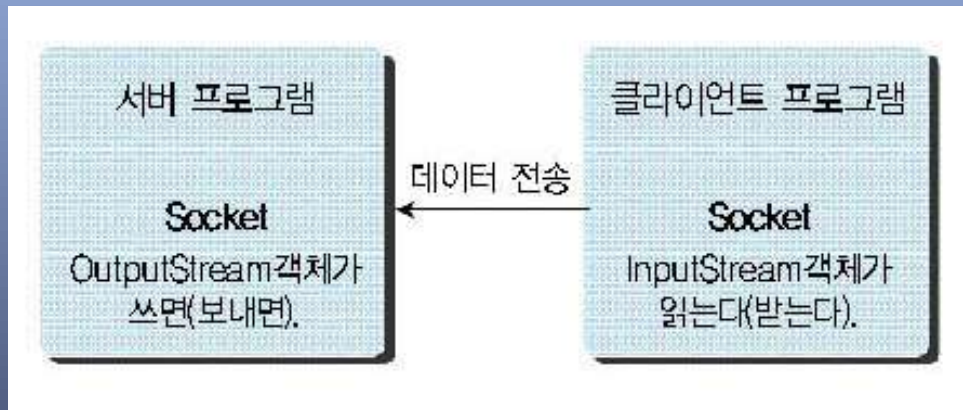 서버 프로그램
Socket
OutputStream객체가
쓰면(보내면).
데이터 전송
클라이언트 프로그램
Socket
InputStream객체가
읽는다(받는다).